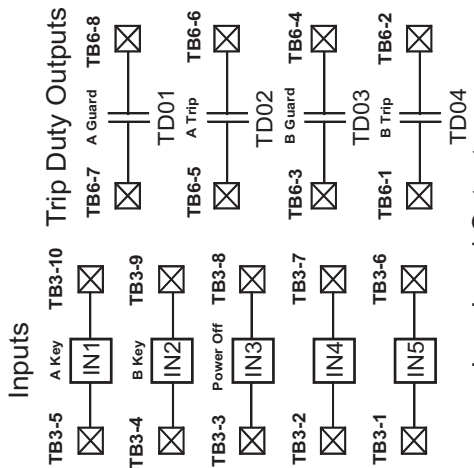 Inputs
TB3-5 A Key TB3-10
IN1
TB3-4 B Key TB3-9
IN2
TB3-3 Power Off TB3-8
IN3
TB3-2 TB3-7
IN4
TB3-1 TB3-6
IN5
Trip Duty Outputs
TB6-7 A Guard TB6-8
TD01
TB6-5 A Trip TB6-6
TD02
TB6-3 B Guard TB6-4
TD03
TB6-1 B Trip TB6-2
TD04